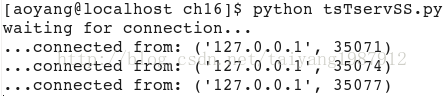 [aoyang@localhost ch16]$ python tsTservSS.py
waiting for connection...
...connected from: ('127.0.0.1', 35071)
...connected from: ('127.0.0.1', 35074)
...connected from: ('127.0.0.1', 35077)